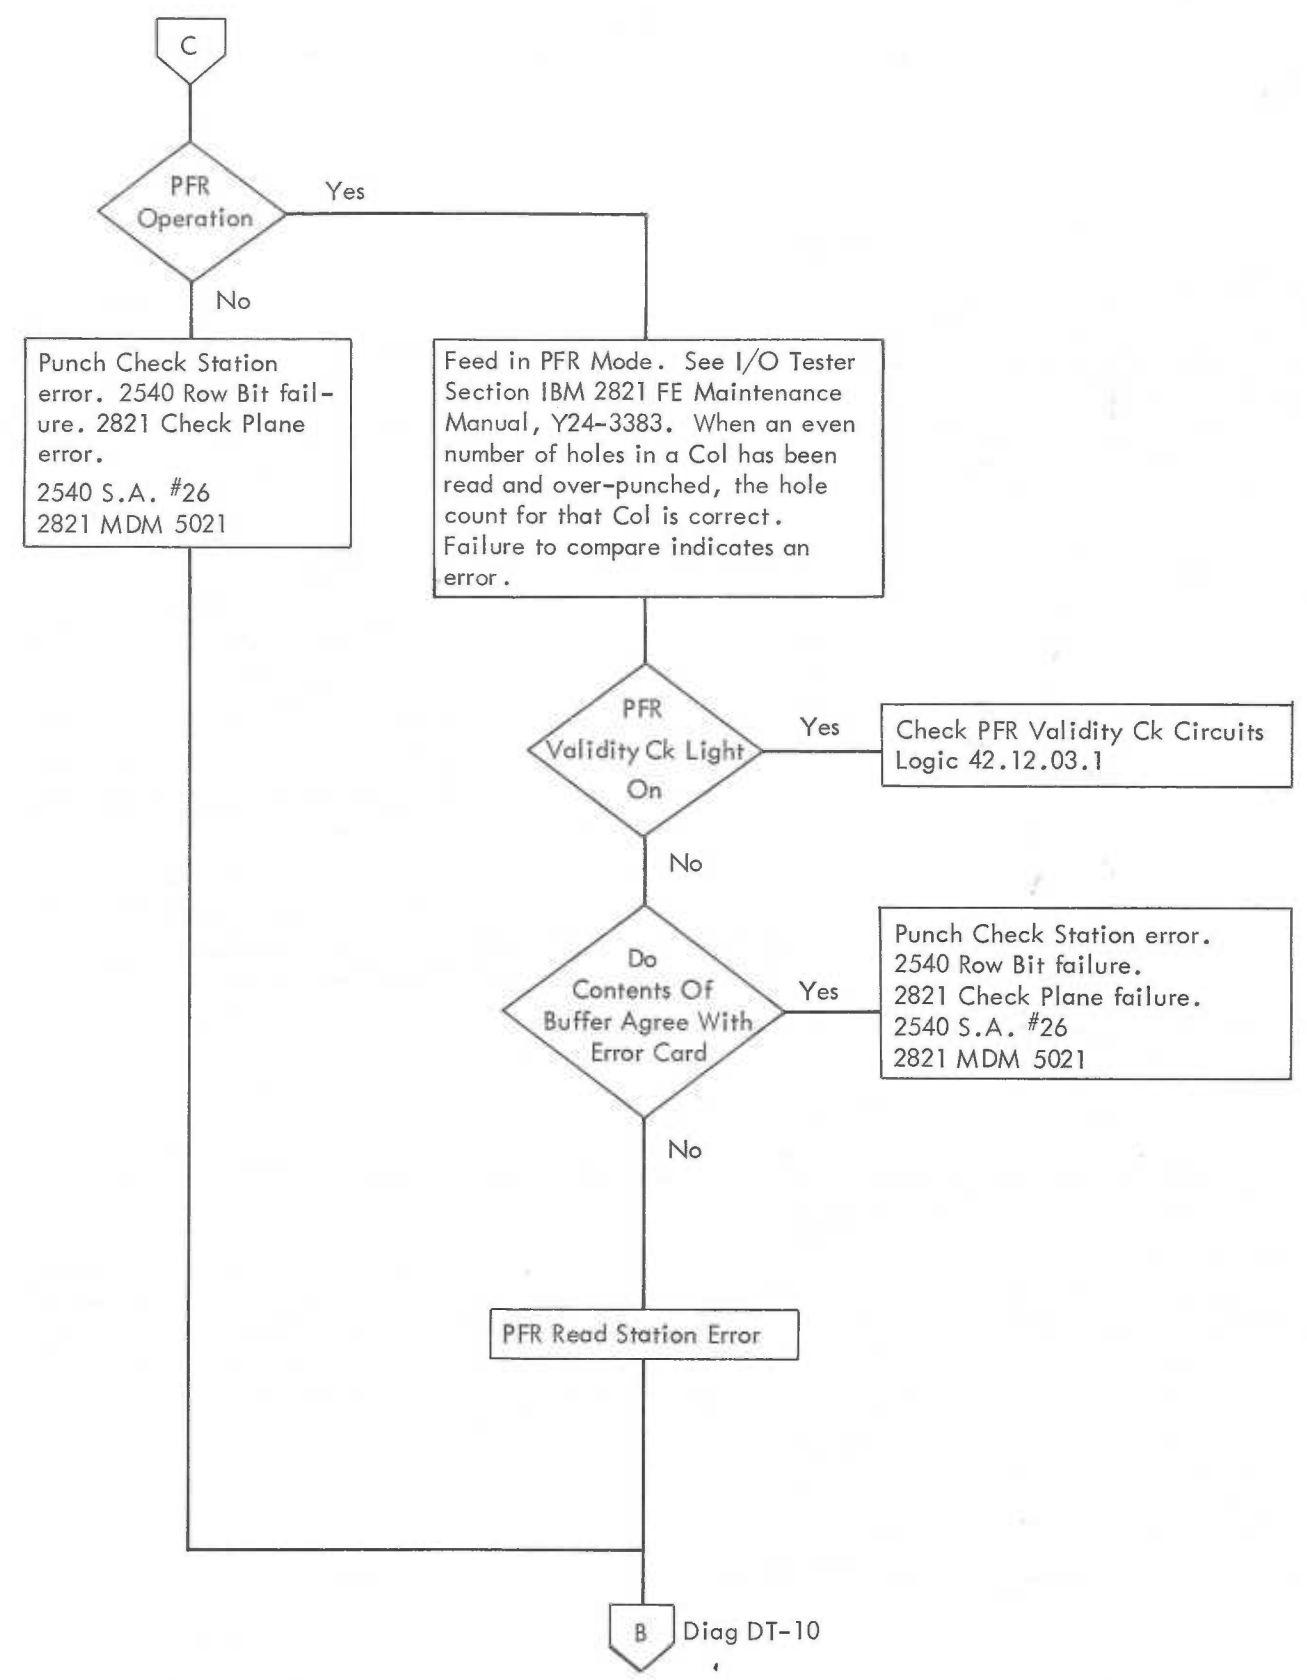 C
PFR
Operation
Yes
No
Punch Check Station
error. 2540 Row Bit fail-
ure. 2821 Check Plane
error.
2540 S.A. #26
2821 MDM 5021
Feed in PFR Mode. See I/O Tester
Section IBM 2821 FE Maintenance
Manual, Y24-3383. When an even
number of holes in a Col has been
read and over-punched, the hole
count for that Col is correct.
Failure to compare indicates an
error.
PFR
Validity Ck Light
On
Yes
Check PFR Validity Ck Circuits
Logic 42.12.03.1
No
Do
Contents Of
Buffer Agree With
Error Card
Yes
Punch Check Station error.
2540 Row Bit failure.
2821 Check Plane failure.
2540 S.A. #26
2821 MDM 5021
No
PFR Read Station Error
B
Diag DT-10